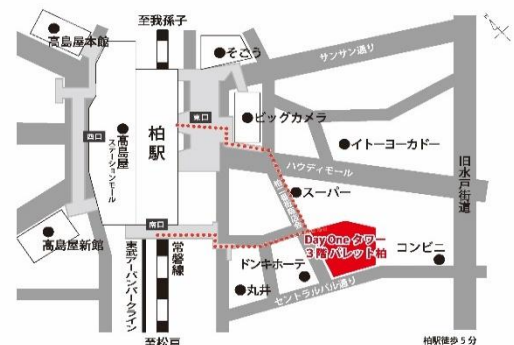 至我孫子
高島屋本館
そごう
サンサン通り
東口
ビッグカメラ
西口
柏駅
高島屋
ステーションモール
イトーヨーカドー
ハウディモール
旧水戸街道
スーパー
南口
Day One タワー
3階 パレット柏
高島屋新館
東武アーバンパークライン
常磐線
ドンキホーテ
コンビニ
丸井
セントラルパル通り
至松戸
柏駅徒歩5分